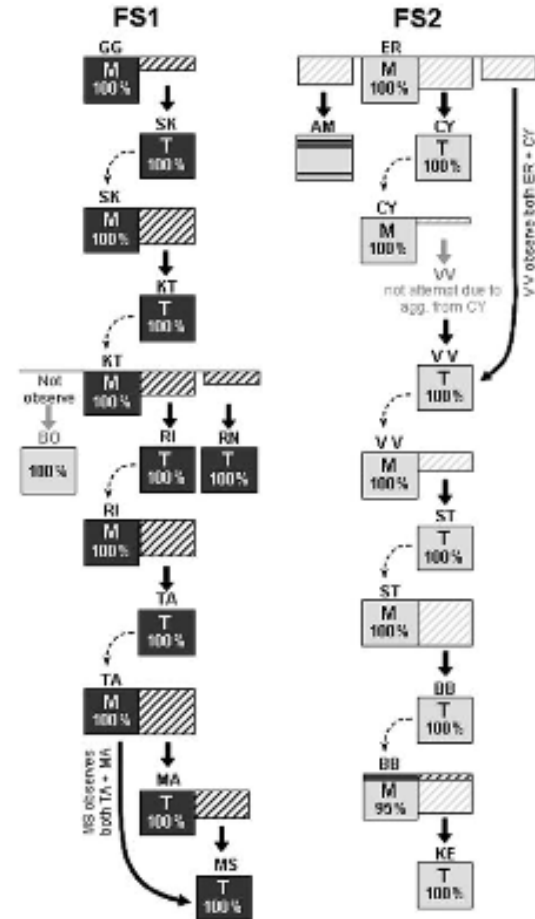 FS1
GG
M
100%
SK
T
100%
SK
M
100%
KT
T
100%
KT
M
100%
Not
observe
BO
100%
RI
T
100%
RN
T
100%
RI
M
100%
TA
T
100%
TA
M
100%
MS observes
both TA + MA
MA
T
100%
MS
T
100%
FS2
ER
M
100%
AM
CY
T
100%
VV observe both ER + CY
CY
M
100%
VV
not attempt due to
agg. from CY
VV
T
100%
VV
M
100%
ST
T
100%
ST
M
100%
BB
T
100%
BB
M
95%
KE
T
100%